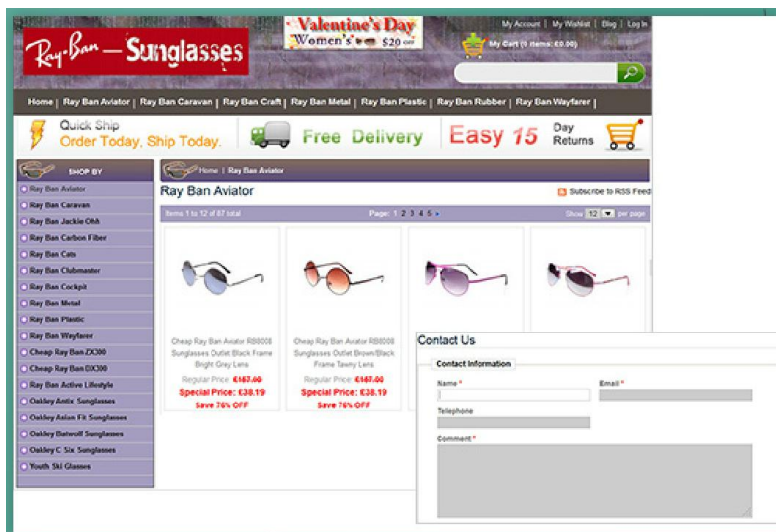 Valentine's Day
Women's $20 OFF
My Account | My Wishlist | Blog | Log In
Ray-Ban — Sunglasses
My Cart (0 items: £0.00)
Home | Ray Ban Aviator | Ray Ban Caravan | Ray Ban Craft | Ray Ban Metal | Ray Ban Plastic | Ray Ban Rubber | Ray Ban Wayfarer |
Quick Ship
Order Today, Ship Today.
Free Delivery
Easy 15 Day
Returns
SHOP BY
Ray Ban Aviator
Ray Ban Caravan
Ray Ban Jackie Ohh
Ray Ban Carbon Fiber
Ray Ban Cats
Ray Ban Clubmaster
Ray Ban Cockpit
Ray Ban Metal
Ray Ban Plastic
Ray Ban Wayfarer
Cheap Ray Ban ZX300
Cheap Ray Ban DX300
Ray Ban Active Lifestyle
Oakley Antix Sunglasses
Oakley Asian Fit Sunglasses
Oakley Batwolf Sunglasses
Oakley C Six Sunglasses
Youth Ski Glasses
Home | Ray Ban Aviator
Ray Ban Aviator
Subscribe to RSS Feed
Items 1 to 12 of 87 total
Page: 1 2 3 4 5
Show 12 per page
Cheap Ray Ban Aviator RB8008
Sunglasses Outlet Black Frame
Bright Grey Lens
Regular Price: £157.00
Special Price: £38.19
Save 76% OFF
Cheap Ray Ban Aviator RB8008
Sunglasses Outlet Brown/Black
Frame Tawny Lens
Regular Price: £157.00
Special Price: £38.19
Save 76% OFF
Contact Us
Contact Information
Name *
Email *
Telephone
Comment *